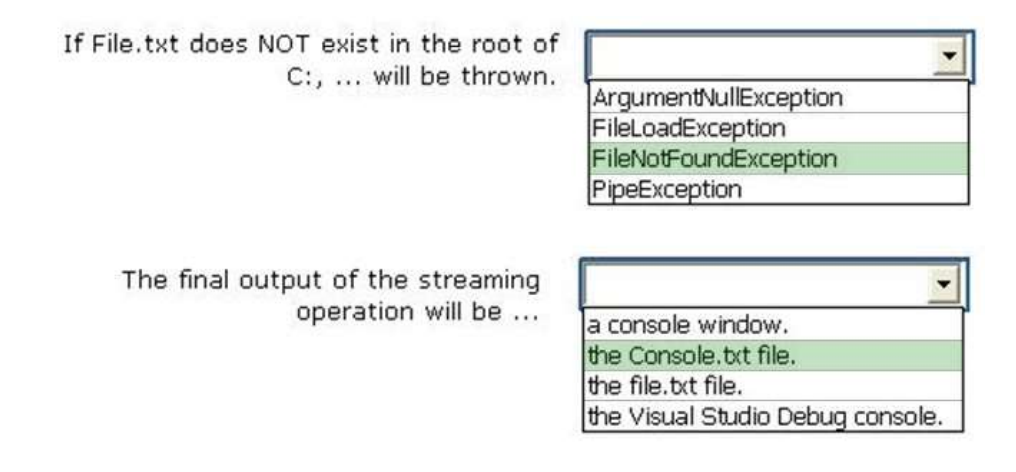 If File.txt does NOT exist in the root of
C:, ... will be thrown.
ArgumentNullException
FileLoadException
FileNotFoundException
PipeException
The final output of the streaming
operation will be ...
a console window.
the Console.txt file.
the file.txt file.
the Visual Studio Debug console.